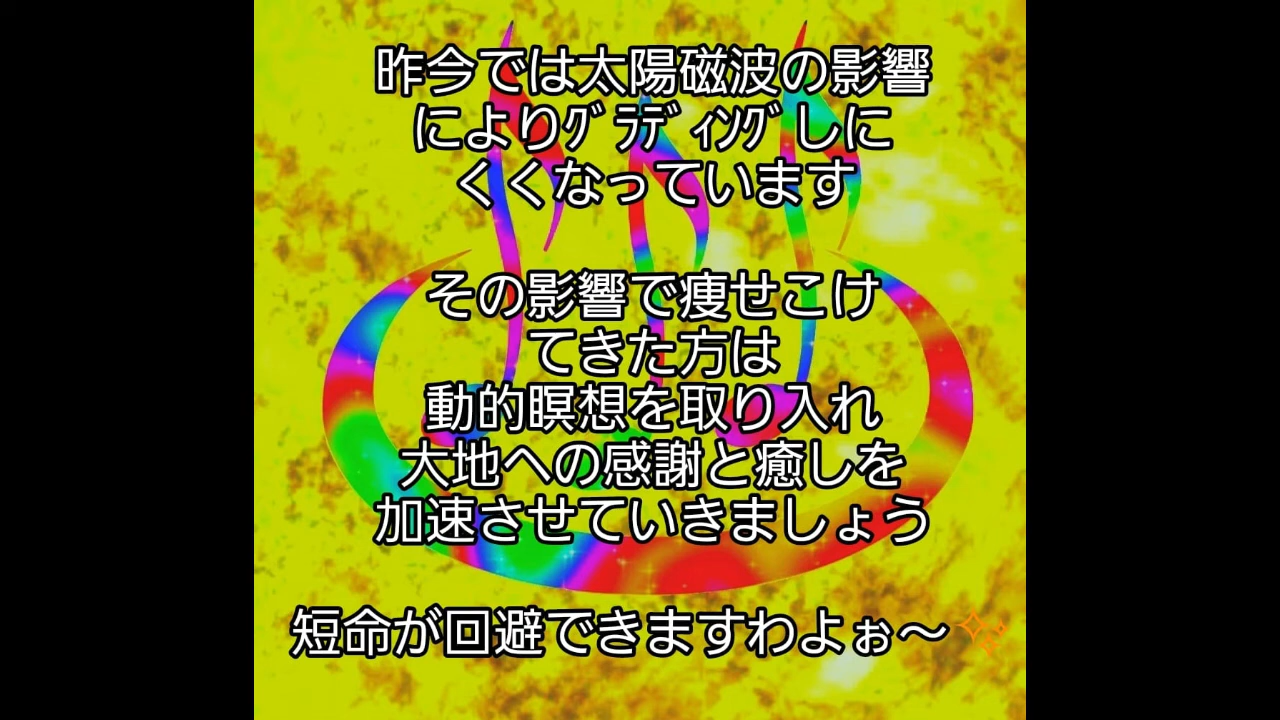 昨今では太陽磁波の影響
によりｸﾞﾗﾃﾞｨﾝｸﾞしに
くくなっています
その影響で痩せこけ
てきた方は
動的瞑想を取り入れ
大地への感謝と癒しを
加速させていきましょう
短命が回避できますわよぉ〜✨